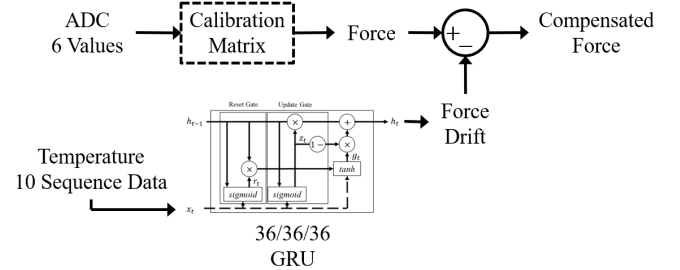 ADC
6 Values
Calibration
Matrix
Force
+
−
Compensated
Force
Force
Drift
Reset Gate
Update Gate
h_{t−1}
×
+
h_t
z_t
1−
×
g_t
×
r_t
tanh
sigmoid
sigmoid
x_t
Temperature
10 Sequence Data
36/36/36
GRU